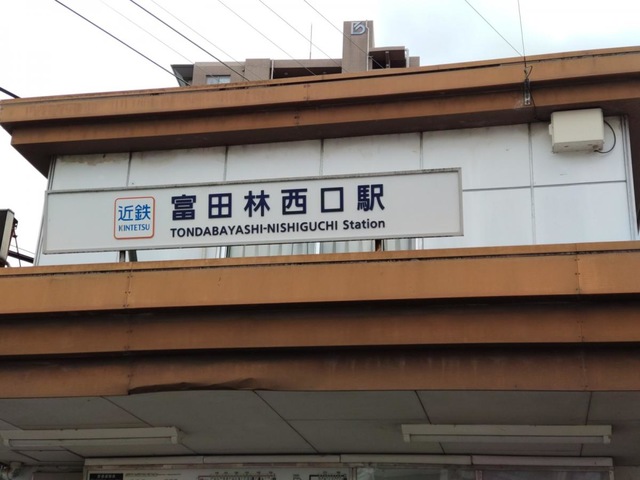 近鉄
KINTETSU
富田林西口駅
TONDABAYASHI-NISHIGUCHI Station